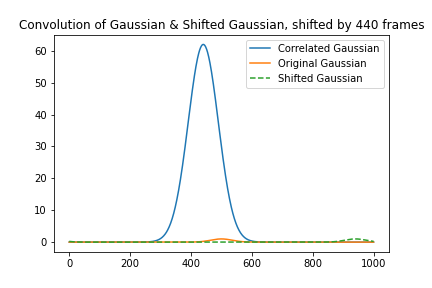 Convolution of Gaussian & Shifted Gaussian, shifted by 440 frames
Correlated Gaussian
Original Gaussian
Shifted Gaussian
60
50
40
30
20
10
0
0 200 400 600 800 1000